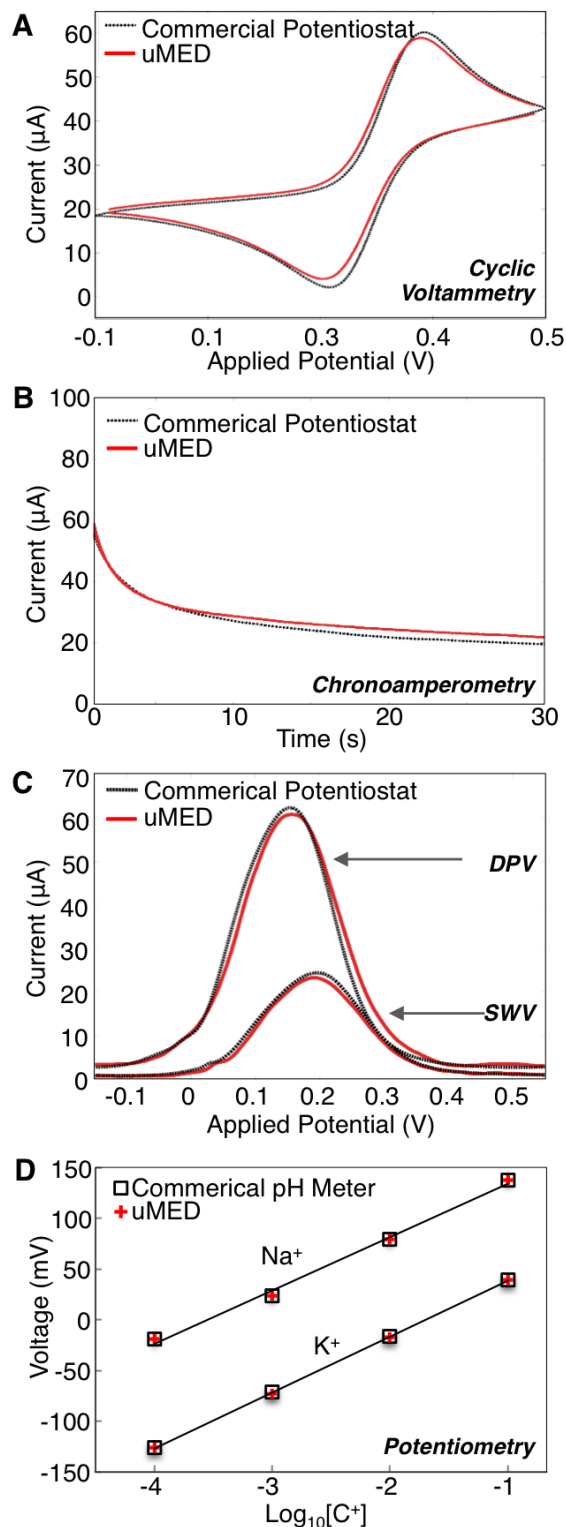 A
60
50
40
30
20
10
0
Current (µA)
Commercial Potentiostat
uMED
Cyclic
Voltammetry
-0.1
0.1
0.3
0.4
0.5
Applied Potential (V)
B
100
80
60
40
20
0
Current (µA)
Commerical Potentiostat
uMED
Chronoamperometry
0
10
20
30
Time (s)
C
70
60
50
40
30
20
10
0
Current (µA)
Commerical Potentiostat
uMED
DPV
SWV
-0.1
0
0.1
0.2
0.3
0.4
0.5
Applied Potential (V)
D
150
100
50
0
-50
-100
-150
Voltage (mV)
Commerical pH Meter
uMED
Na⁺
K⁺
Potentiometry
-4
-3
-2
-1
Log₁₀[C⁺]